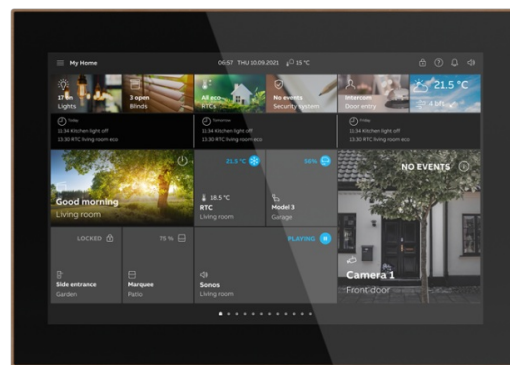 My Home
06:57 THU 10.09.2021 15 °C
17 on
Lights
3 open
Blinds
All eco
RTCs
No events
Security system
Intercom
Door entry
21.5 °C
Today
11:34 Kitchen light off
13:30 RTC living room eco
Tomorrow
11:34 Kitchen light off
13:30 RTC living room eco
Friday
11:34 Kitchen light off
13:30 RTC living room eco
Good morning
Living room
21.5 °C
18.5 °C
RTC
Living room
Model 3
Garage
NO EVENTS
Camera 1
Front door
LOCKED
Side entrance
Garden
75 %
Marquee
Patio
PLAYING
Sonos
Living room